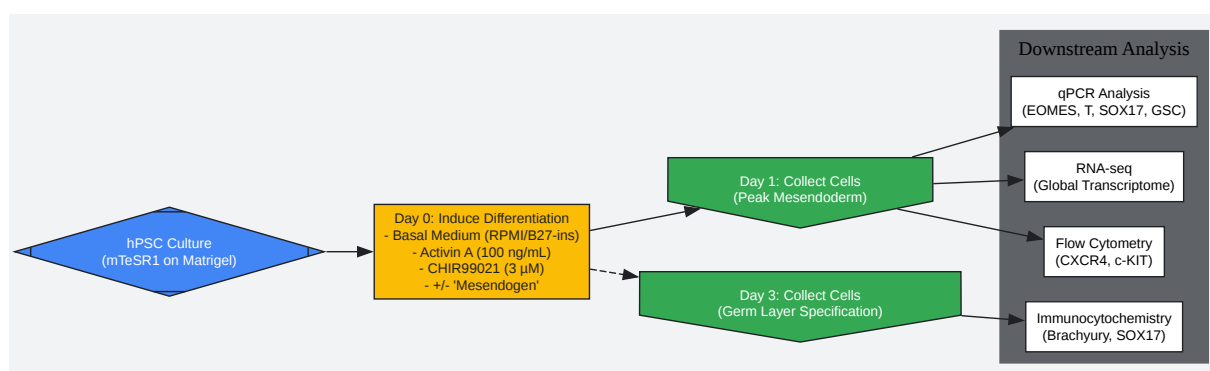 hPSC Culture
(mTeSR1 on Matrigel)
Day 0: Induce Differentiation
- Basal Medium (RPMI/B27-ins)
- Activin A (100 ng/mL)
- CHIR99021 (3 µM)
- +/- 'Mesendogen'
Day 1: Collect Cells
(Peak Mesendoderm)
Day 3: Collect Cells
(Germ Layer Specification)
Downstream Analysis
qPCR Analysis
(EOMES, T, SOX17, GSC)
RNA-seq
(Global Transcriptome)
Flow Cytometry
(CXCR4, c-KIT)
Immunocytochemistry
(Brachyury, SOX17)